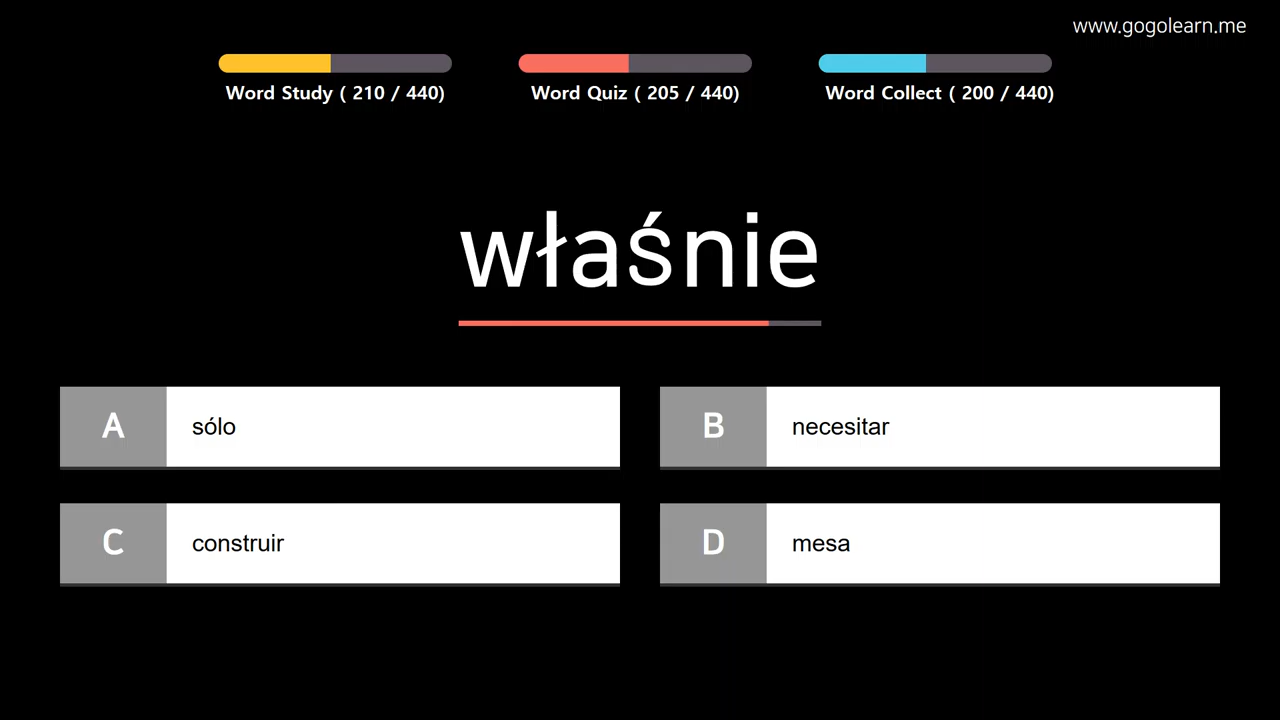 www.gogolearn.me
Word Study ( 210 / 440)
Word Quiz ( 205 / 440)
Word Collect ( 200 / 440)
właśnie
A sólo
B necesitar
C construir
D mesa